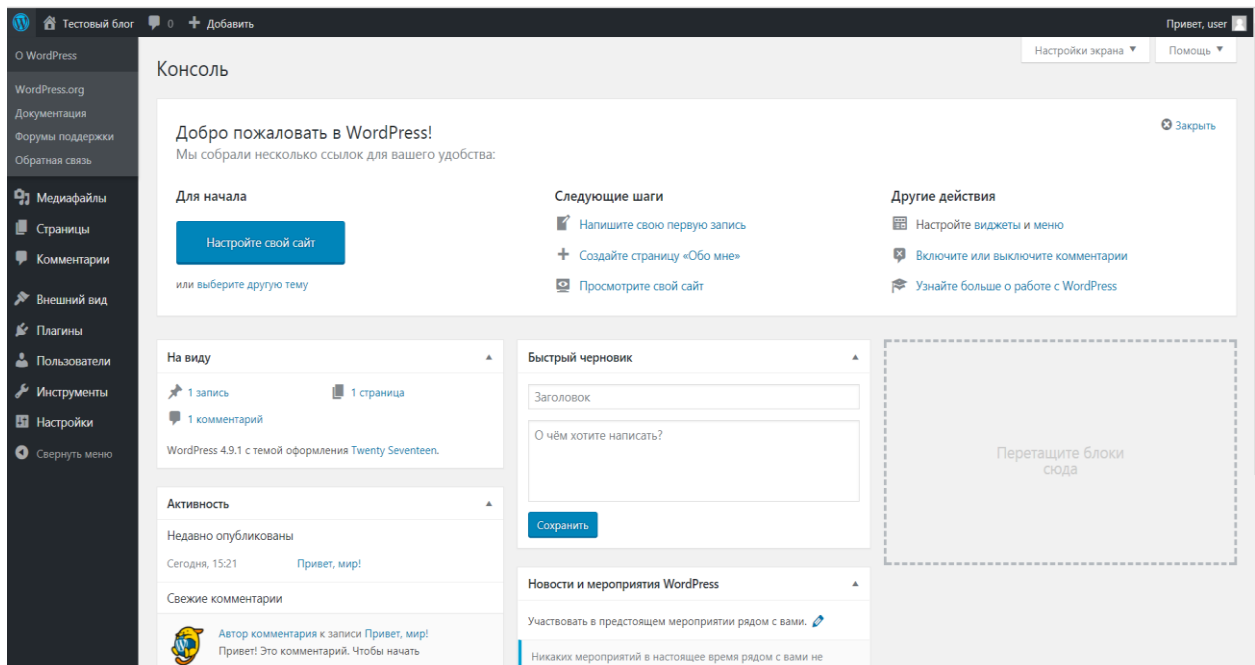 Тестовый блог 0 Добавить Привет, user
О WordPress
WordPress.org
Документация
Форумы поддержки
Обратная связь
Медиафайлы
Страницы
Комментарии
Внешний вид
Плагины
Пользователи
Инструменты
Настройки
Свернуть меню
Настройки экрана Помощь
Консоль
Добро пожаловать в WordPress!
Закрыть
Мы собрали несколько ссылок для вашего удобства:
Для начала
Настройте свой сайт
или выберите другую тему
Следующие шаги
Напишите свою первую запись
Создайте страницу «Обо мне»
Просмотрите свой сайт
Другие действия
Настройте виджеты и меню
Включите или выключите комментарии
Узнайте больше о работе с WordPress
На виду
1 запись 1 страница
1 комментарий
WordPress 4.9.1 с темой оформления Twenty Seventeen.
Активность
Недавно опубликованы
Сегодня, 15:21 Привет, мир!
Свежие комментарии
Автор комментария к записи Привет, мир!
Привет! Это комментарий. Чтобы начать
Быстрый черновик
Заголовок
О чём хотите написать?
Сохранить
Новости и мероприятия WordPress
Участвовать в предстоящем мероприятии рядом с вами.
Никаких мероприятий в настоящее время рядом с вами не
Перетащите блоки
сюда